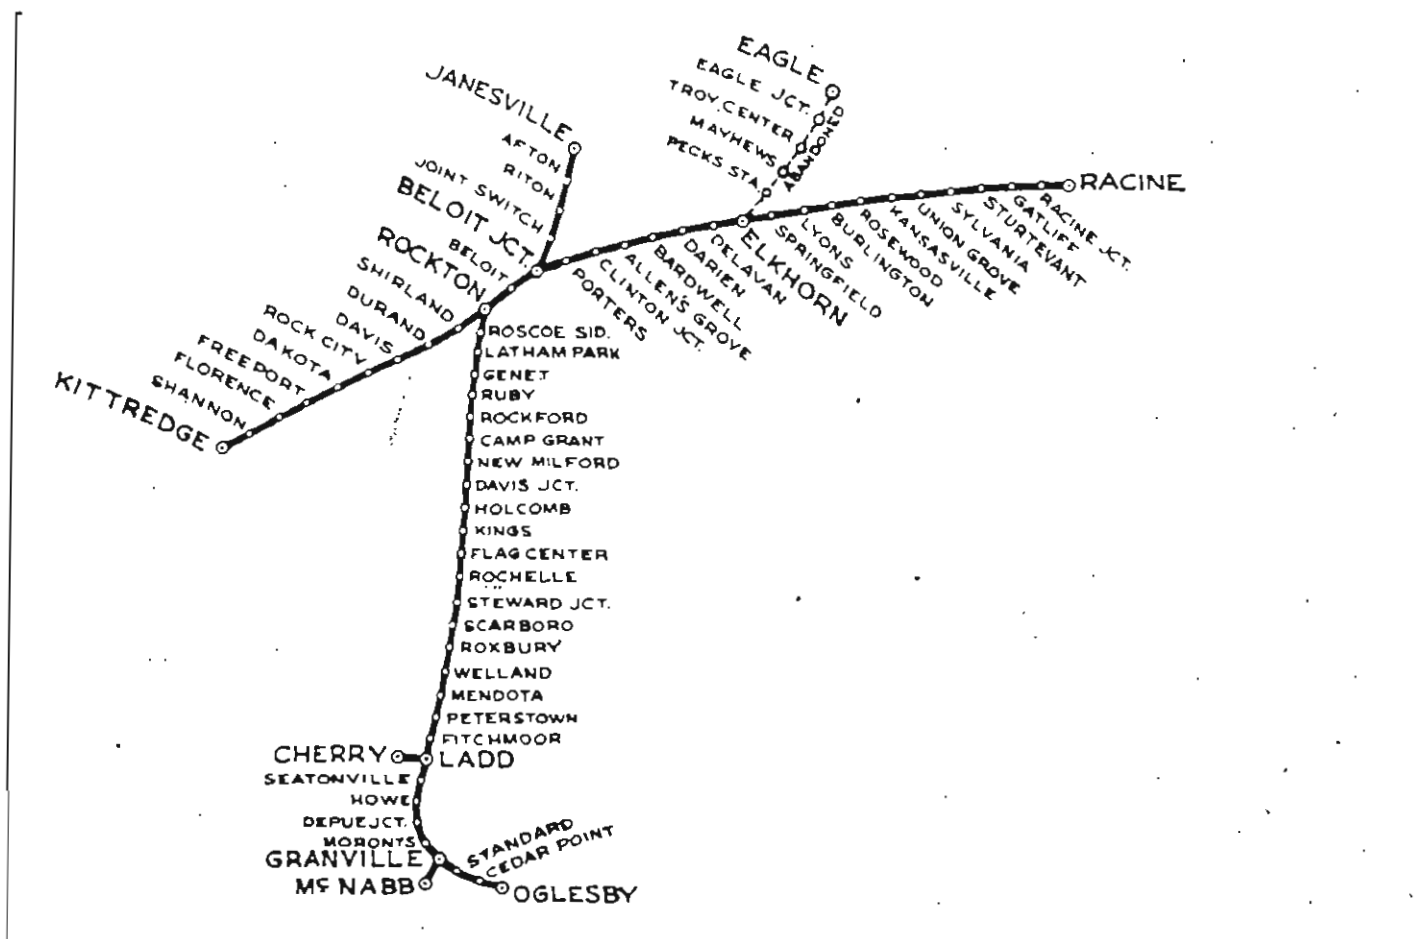 EAGLE
EAGLE JCT.
TROY CENTER
MAYHEWS
PECKS STA.
ABANDONED
JANESVILLE
AFTON
RITON
JOINT SWITCH
BELOIT JCT.
BELOIT
ROCKTON
SHIRLAND
DURAND
DAVIS
ROCK CITY
DAKOTA
FREEPORT
FLORENCE
SHANNON
KITTREDGE
RACINE
RACINE JCT.
GATLIFF
STURTEVANT
SYLVANIA
UNION GROVE
KANSASVILLE
ROSEWOOD
BURLINGTON
LYONS
SPRINGFIELD
ELKHORN
DELAVAN
DARIEN
BARDWELL
ALLEN'S GROVE
CLINTON JCT.
PORTERS
ROSCOE SID.
LATHAM PARK
GENET
RUBY
ROCKFORD
CAMP GRANT
NEW MILFORD
DAVIS JCT.
HOLCOMB
KINGS
FLAG CENTER
ROCHELLE
STEWARD JCT.
SCARBORO
ROXBURY
WELLAND
MENDOTA
PETERSTOWN
FITCHMOOR
CHERRY
LADD
SEATONVILLE
HOWE
DEPUE JCT.
MORONTS
GRANVILLE
McNABB
STANDARD
CEDAR POINT
OGLESBY